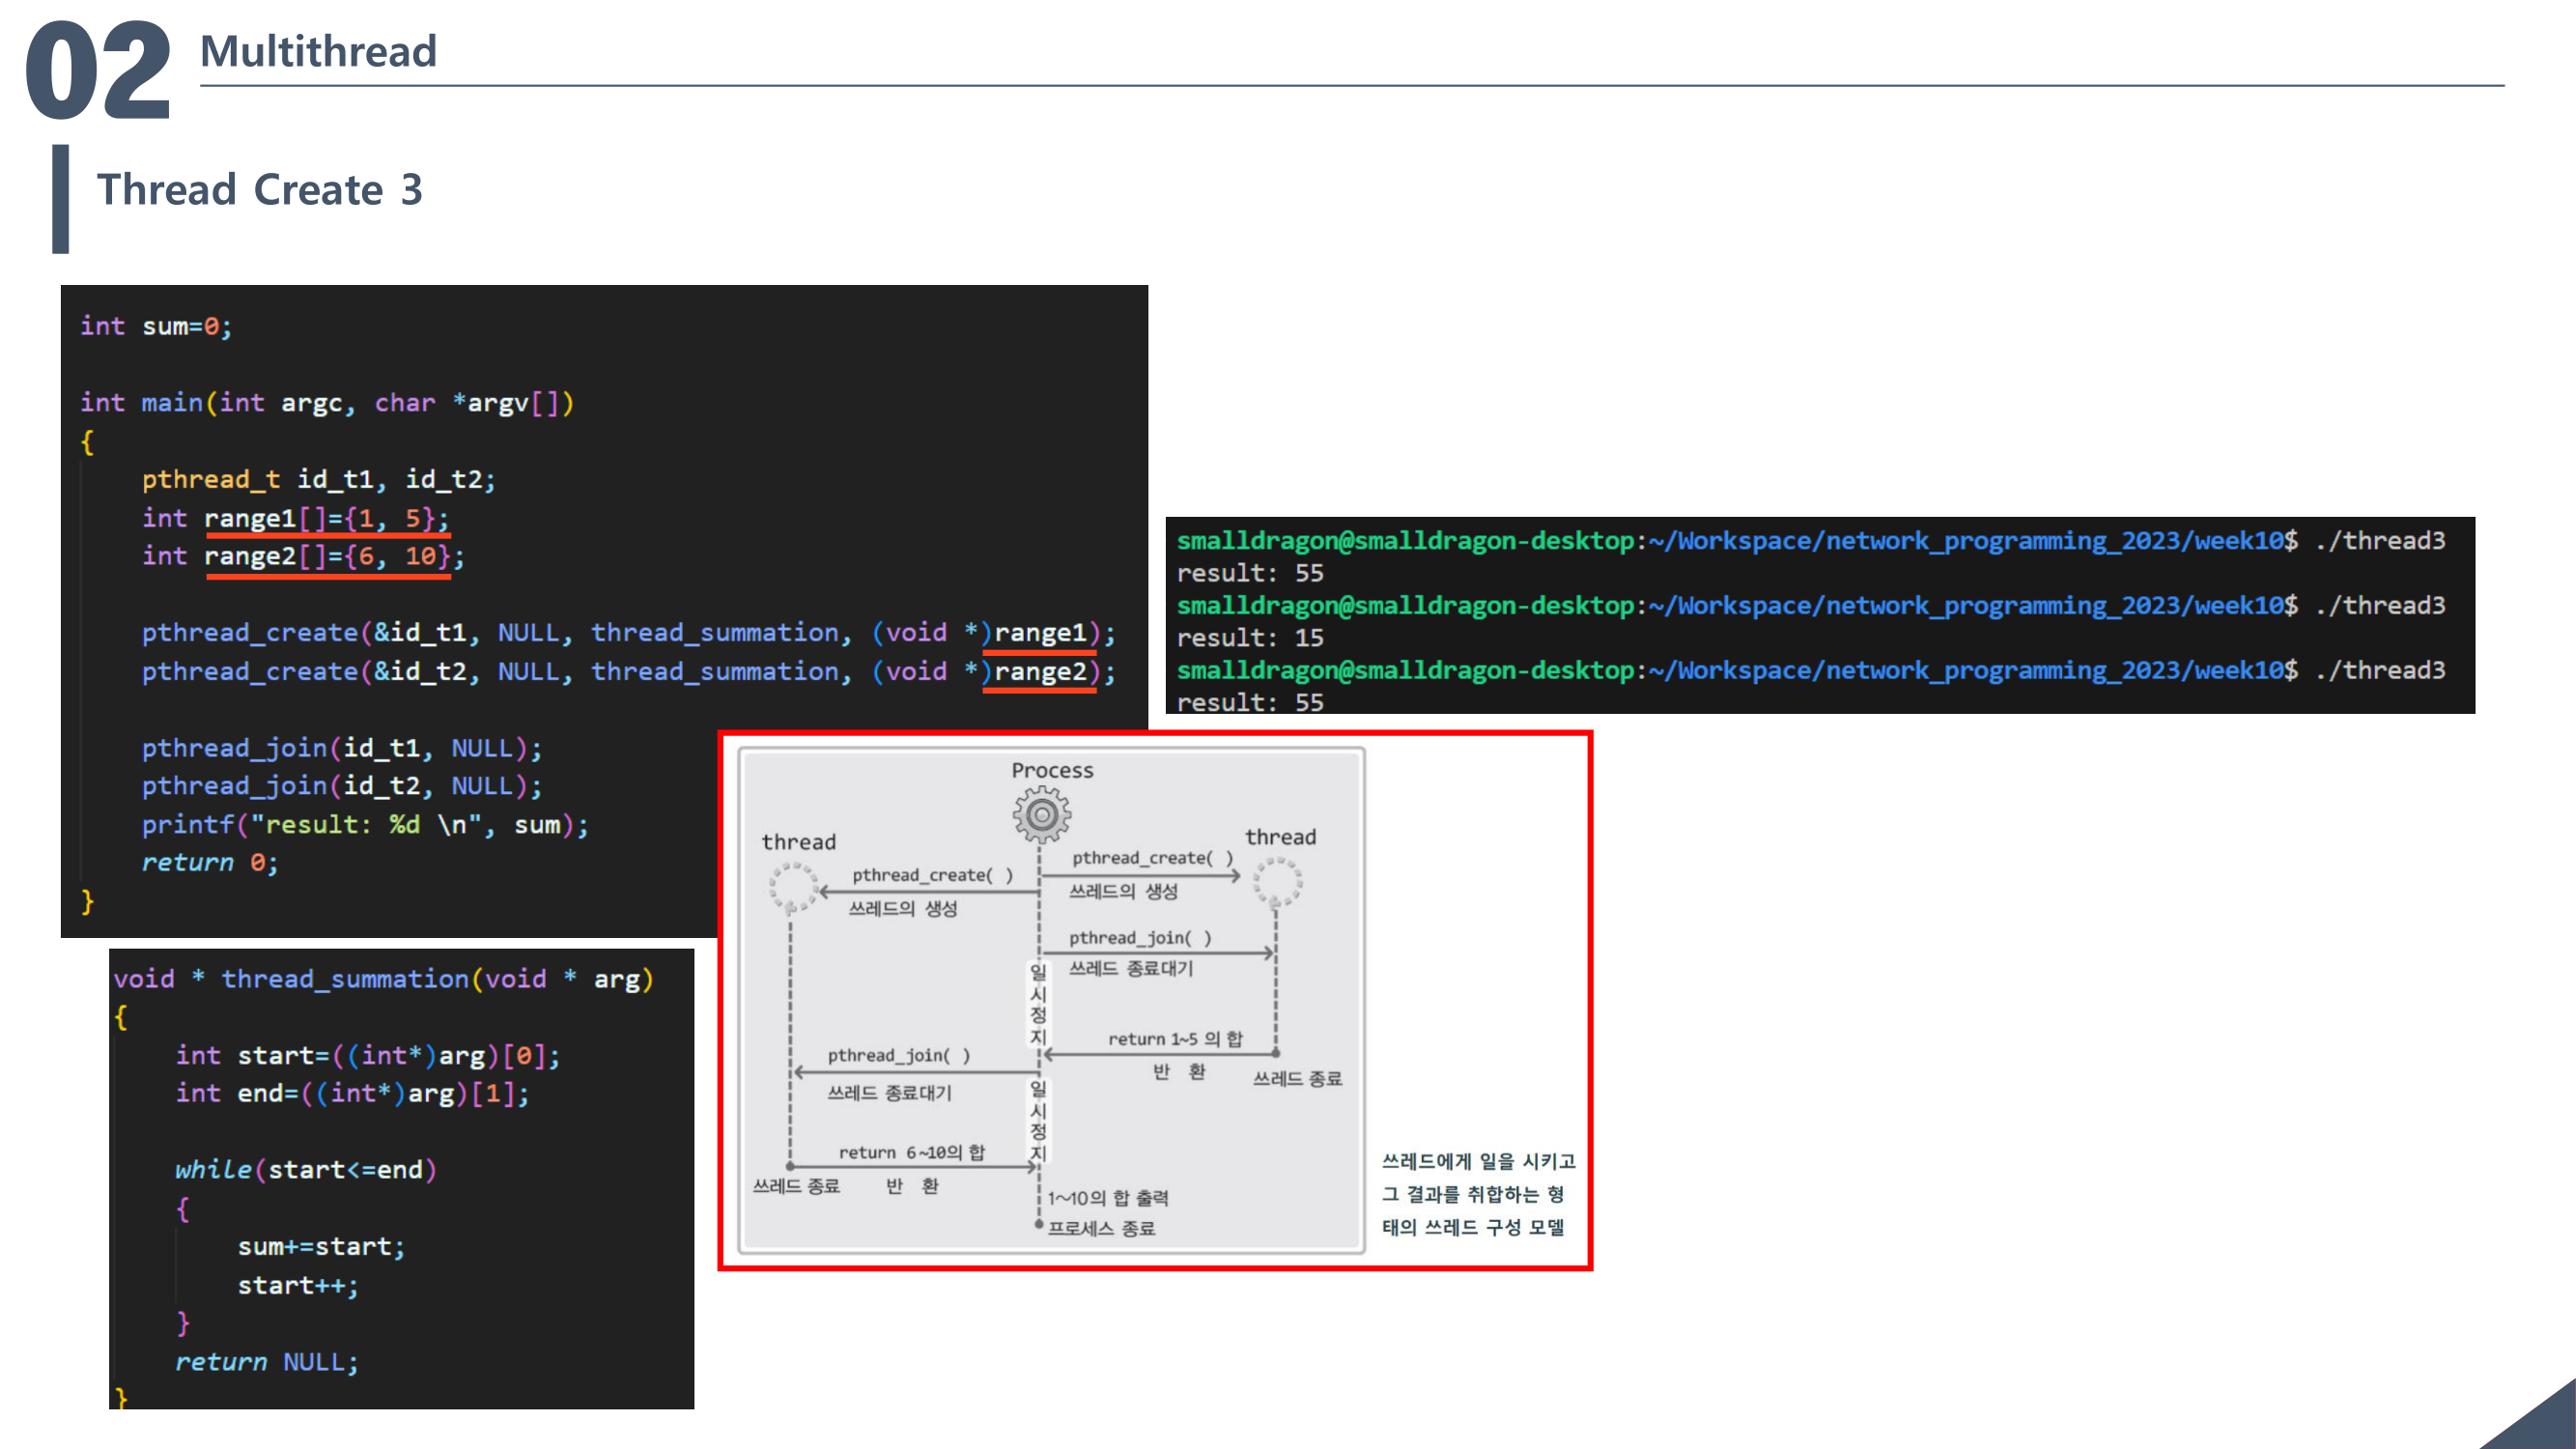 02 Multithread
Thread Create 3
int sum=0;
int main(int argc, char *argv[])
{
pthread_t id_t1, id_t2;
int range1[]={1, 5};
int range2[]={6, 10};
pthread_create(&id_t1, NULL, thread_summation, (void *)range1);
pthread_create(&id_t2, NULL, thread_summation, (void *)range2);
pthread_join(id_t1, NULL);
pthread_join(id_t2, NULL);
printf("result: %d \n", sum);
return 0;
}
smalldragon@smalldragon-desktop:~/Workspace/network_programming_2023/week10$ ./thread3
result: 55
smalldragon@smalldragon-desktop:~/Workspace/network_programming_2023/week10$ ./thread3
result: 15
smalldragon@smalldragon-desktop:~/Workspace/network_programming_2023/week10$ ./thread3
result: 55
void * thread_summation(void * arg)
{
int start=((int*)arg)[0];
int end=((int*)arg)[1];
while(start<=end)
{
sum+=start;
start++;
}
return NULL;
}
Process
thread
thread
pthread_create( )
쓰레드의 생성
pthread_create( )
쓰레드의 생성
pthread_join( )
쓰레드 종료대기
일시정지
return 1~5 의 합
반 환
쓰레드 종료
pthread_join( )
쓰레드 종료대기
일시정지
return 6~10의 합
쓰레드 종료
반 환
1~10의 합 출력
프로세스 종료
쓰레드에게 일을 시키고
그 결과를 취합하는 형
태의 쓰레드 구성 모델